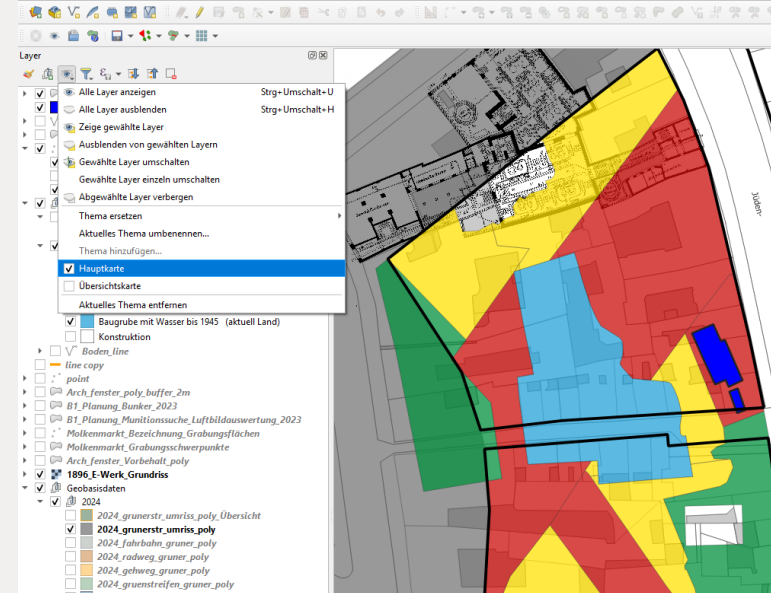 Layer
Alle Layer anzeigen Strg+Umschalt+U
Alle Layer ausblenden Strg+Umschalt+H
Zeige gewählte Layer
Ausblenden von gewählten Layern
Gewählte Layer umschalten
Gewählte Layer einzeln umschalten
Abgewählte Layer verbergen
Thema ersetzen
Aktuelles Thema umbenennen...
Thema hinzufügen...
Hauptkarte
Übersichtskarte
Aktuelles Thema entfernen
Baugrube mit Wasser bis 1945 (aktuell Land)
Konstruktion
Boden_line
line copy
point
Arch_fenster_poly_buffer_2m
B1_Planung_Bunker_2023
B1_Planung_Munitionssuche_Luftbildauswertung_2023
Molkenmarkt_Bezeichnung_Grabungsflächen
Molkenmarkt_Grabungsschwerpunkte
Arch_fenster_Vorbehalt_poly
1896_E-Werk_Grundriss
Geobasisdaten
2024
2024_grunerstr_umriss_poly_Übersicht
2024_grunerstr_umriss_poly
2024_fahrbahn_gruner_poly
2024_radweg_gruner_poly
2024_gehweg_gruner_poly
2024_gruenstreifen_gruner_poly
Jüden-